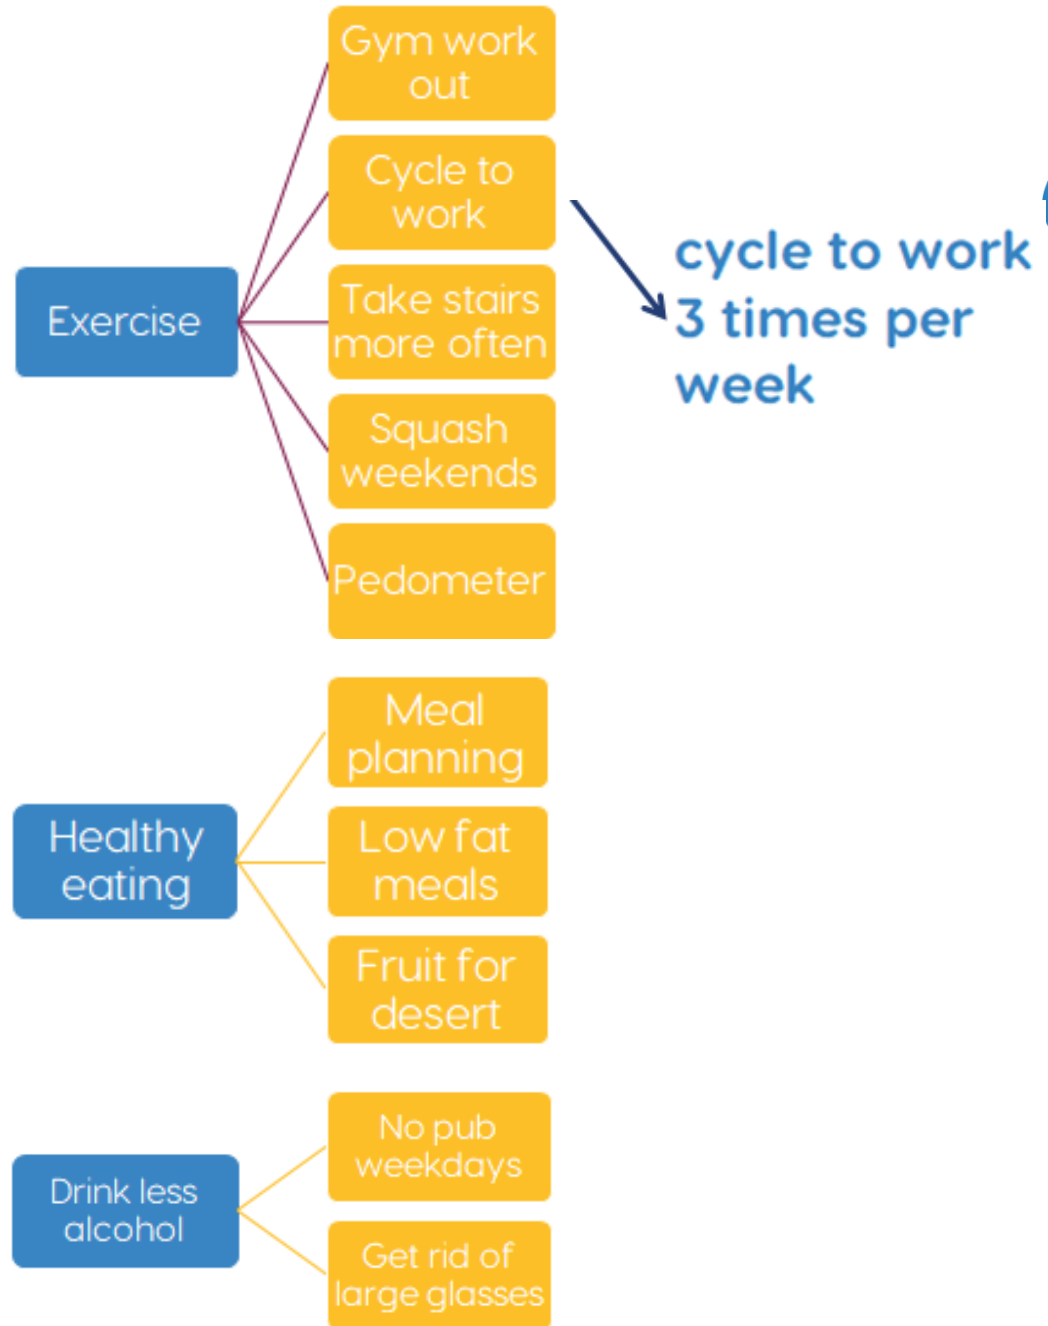 Gym work
out
Cycle to
work
Exercise
Take stairs
more often
Squash
weekends
Pedometer
cycle to work
3 times per
week
Healthy
eating
Meal
planning
Low fat
meals
Fruit for
desert
Drink less
alcohol
No pub
weekdays
Get rid of
large glasses